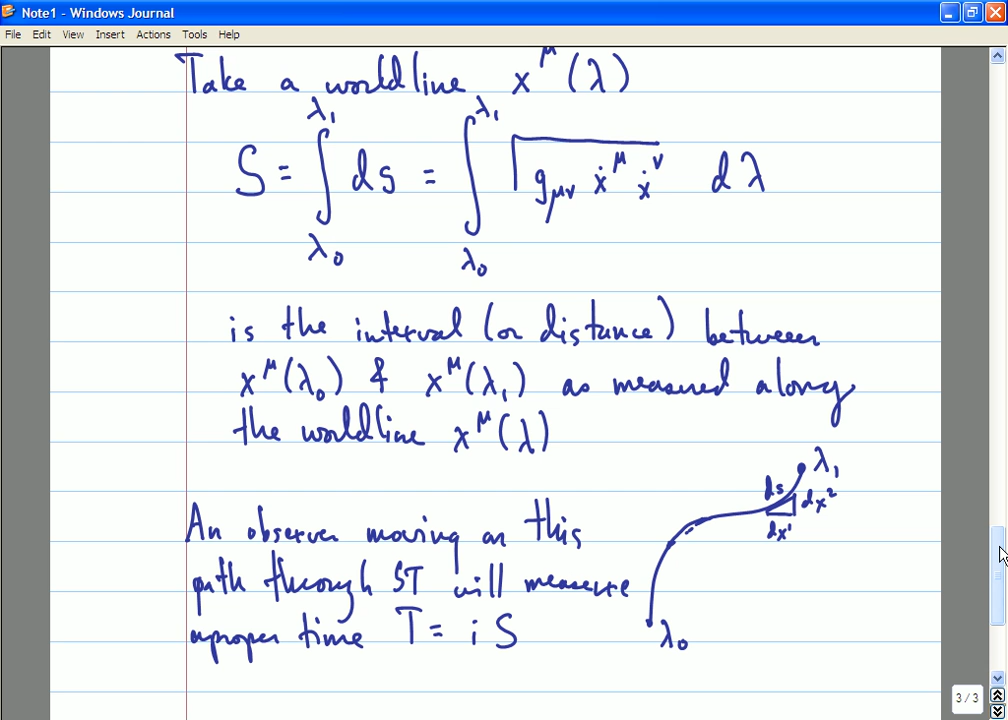 Note1 - Windows Journal
File Edit View Insert Actions Tools Help
Take a worldline x^μ(λ)
S = ∫_{λ₀}^{λ₁} ds = ∫_{λ₀}^{λ₁} √(g_{μν} ẋ^μ ẋ^ν) dλ
is the interval (or distance) between
x^μ(λ₀) & x^μ(λ₁) as measured along
the worldline x^μ(λ)
λ₁
ds
dx²
dx¹
λ₀
An observer moving on this
path through ST will measure
a proper time T = i S
3 / 3